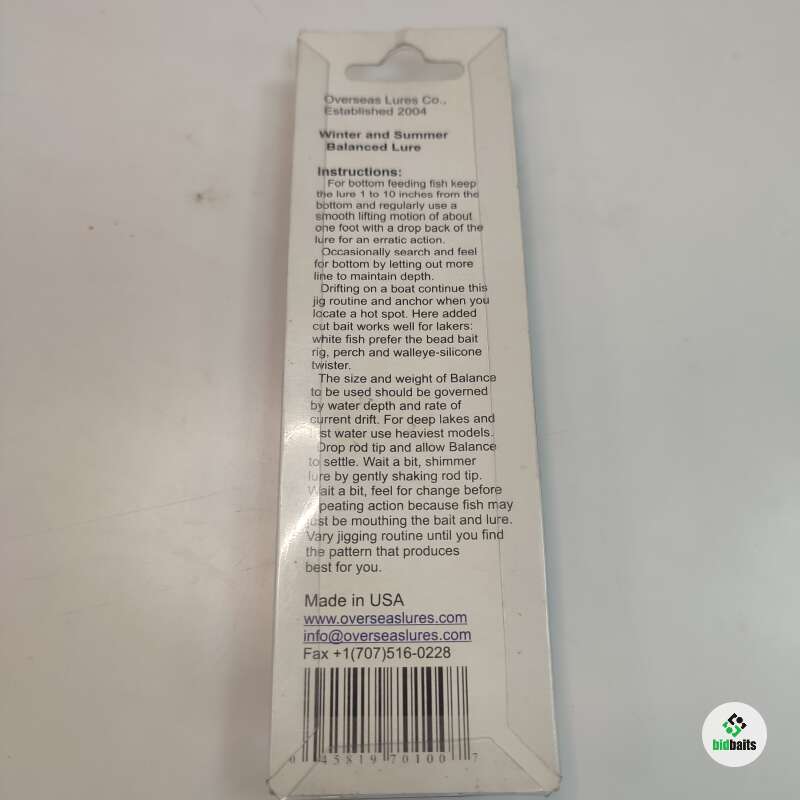 Overseas Lures Co.,
Established 2004
Winter and Summer
Balanced Lure
Instructions:
For bottom feeding fish keep
the lure 1 to 10 inches from the
bottom and regularly use a
smooth lifting motion of about
one foot with a drop back of the
lure for an erratic action.
Occasionally search and feel
for bottom by letting out more
line to maintain depth.
Drifting on a boat continue this
jig routine and anchor when you
locate a hot spot. Here added
cut bait works well for lakers:
white fish prefer the bead bait
rig, perch and walleye-silicone
twister.
The size and weight of Balance
to be used should be governed
by water depth and rate of
current drift. For deep lakes and
water use heaviest models.
Drop rod tip and allow Balance
to settle. Wait a bit, shimmer
lure by gently shaking rod tip.
Wait a bit, feel for change before
repeating action because fish may
just be mouthing the bait and lure.
Vary jigging routine until you find
the pattern that produces
best for you.
Made in USA
www.overseaslures.com
info@overseaslures.com
Fax +1(707)516-0228
0 45819 70100 7
bidbaits